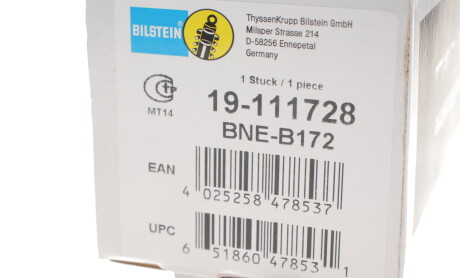 BILSTEIN
ThyssenKrupp Bilstein GmbH
Milsper Strasse 214
D-58256 Ennepetal
Germany
1 Stuck / 1 piece
MT14
19-111728
BNE-B172
EAN
4 025258 478537
UPC
6 51860 47853 1